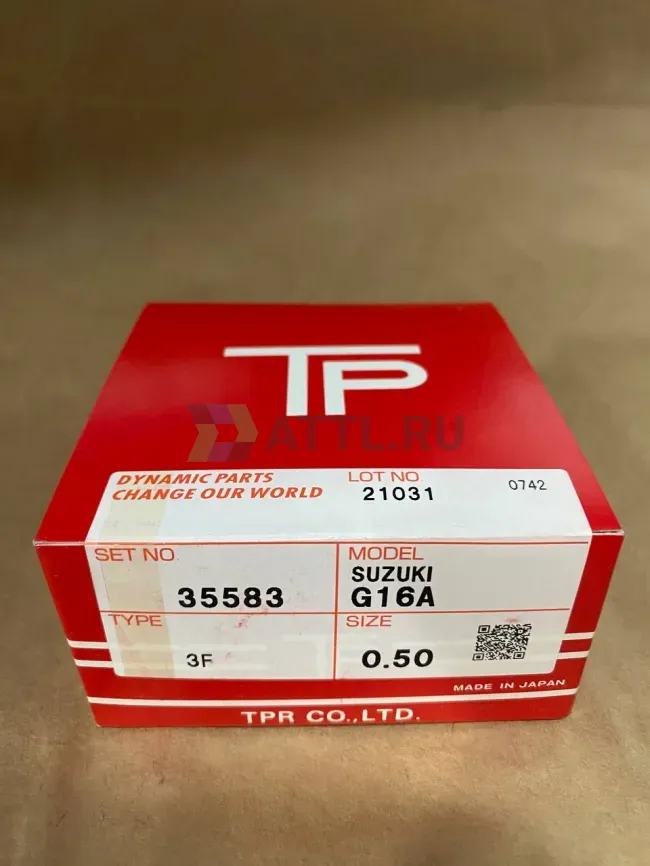 TP
ATTL.RU
DYNAMIC PARTS
CHANGE OUR WORLD
LOT NO.
21031
0742
SET NO.
35583
MODEL
SUZUKI
G16A
TYPE
3F
SIZE
0.50
MADE IN JAPAN
TPR CO.,LTD.